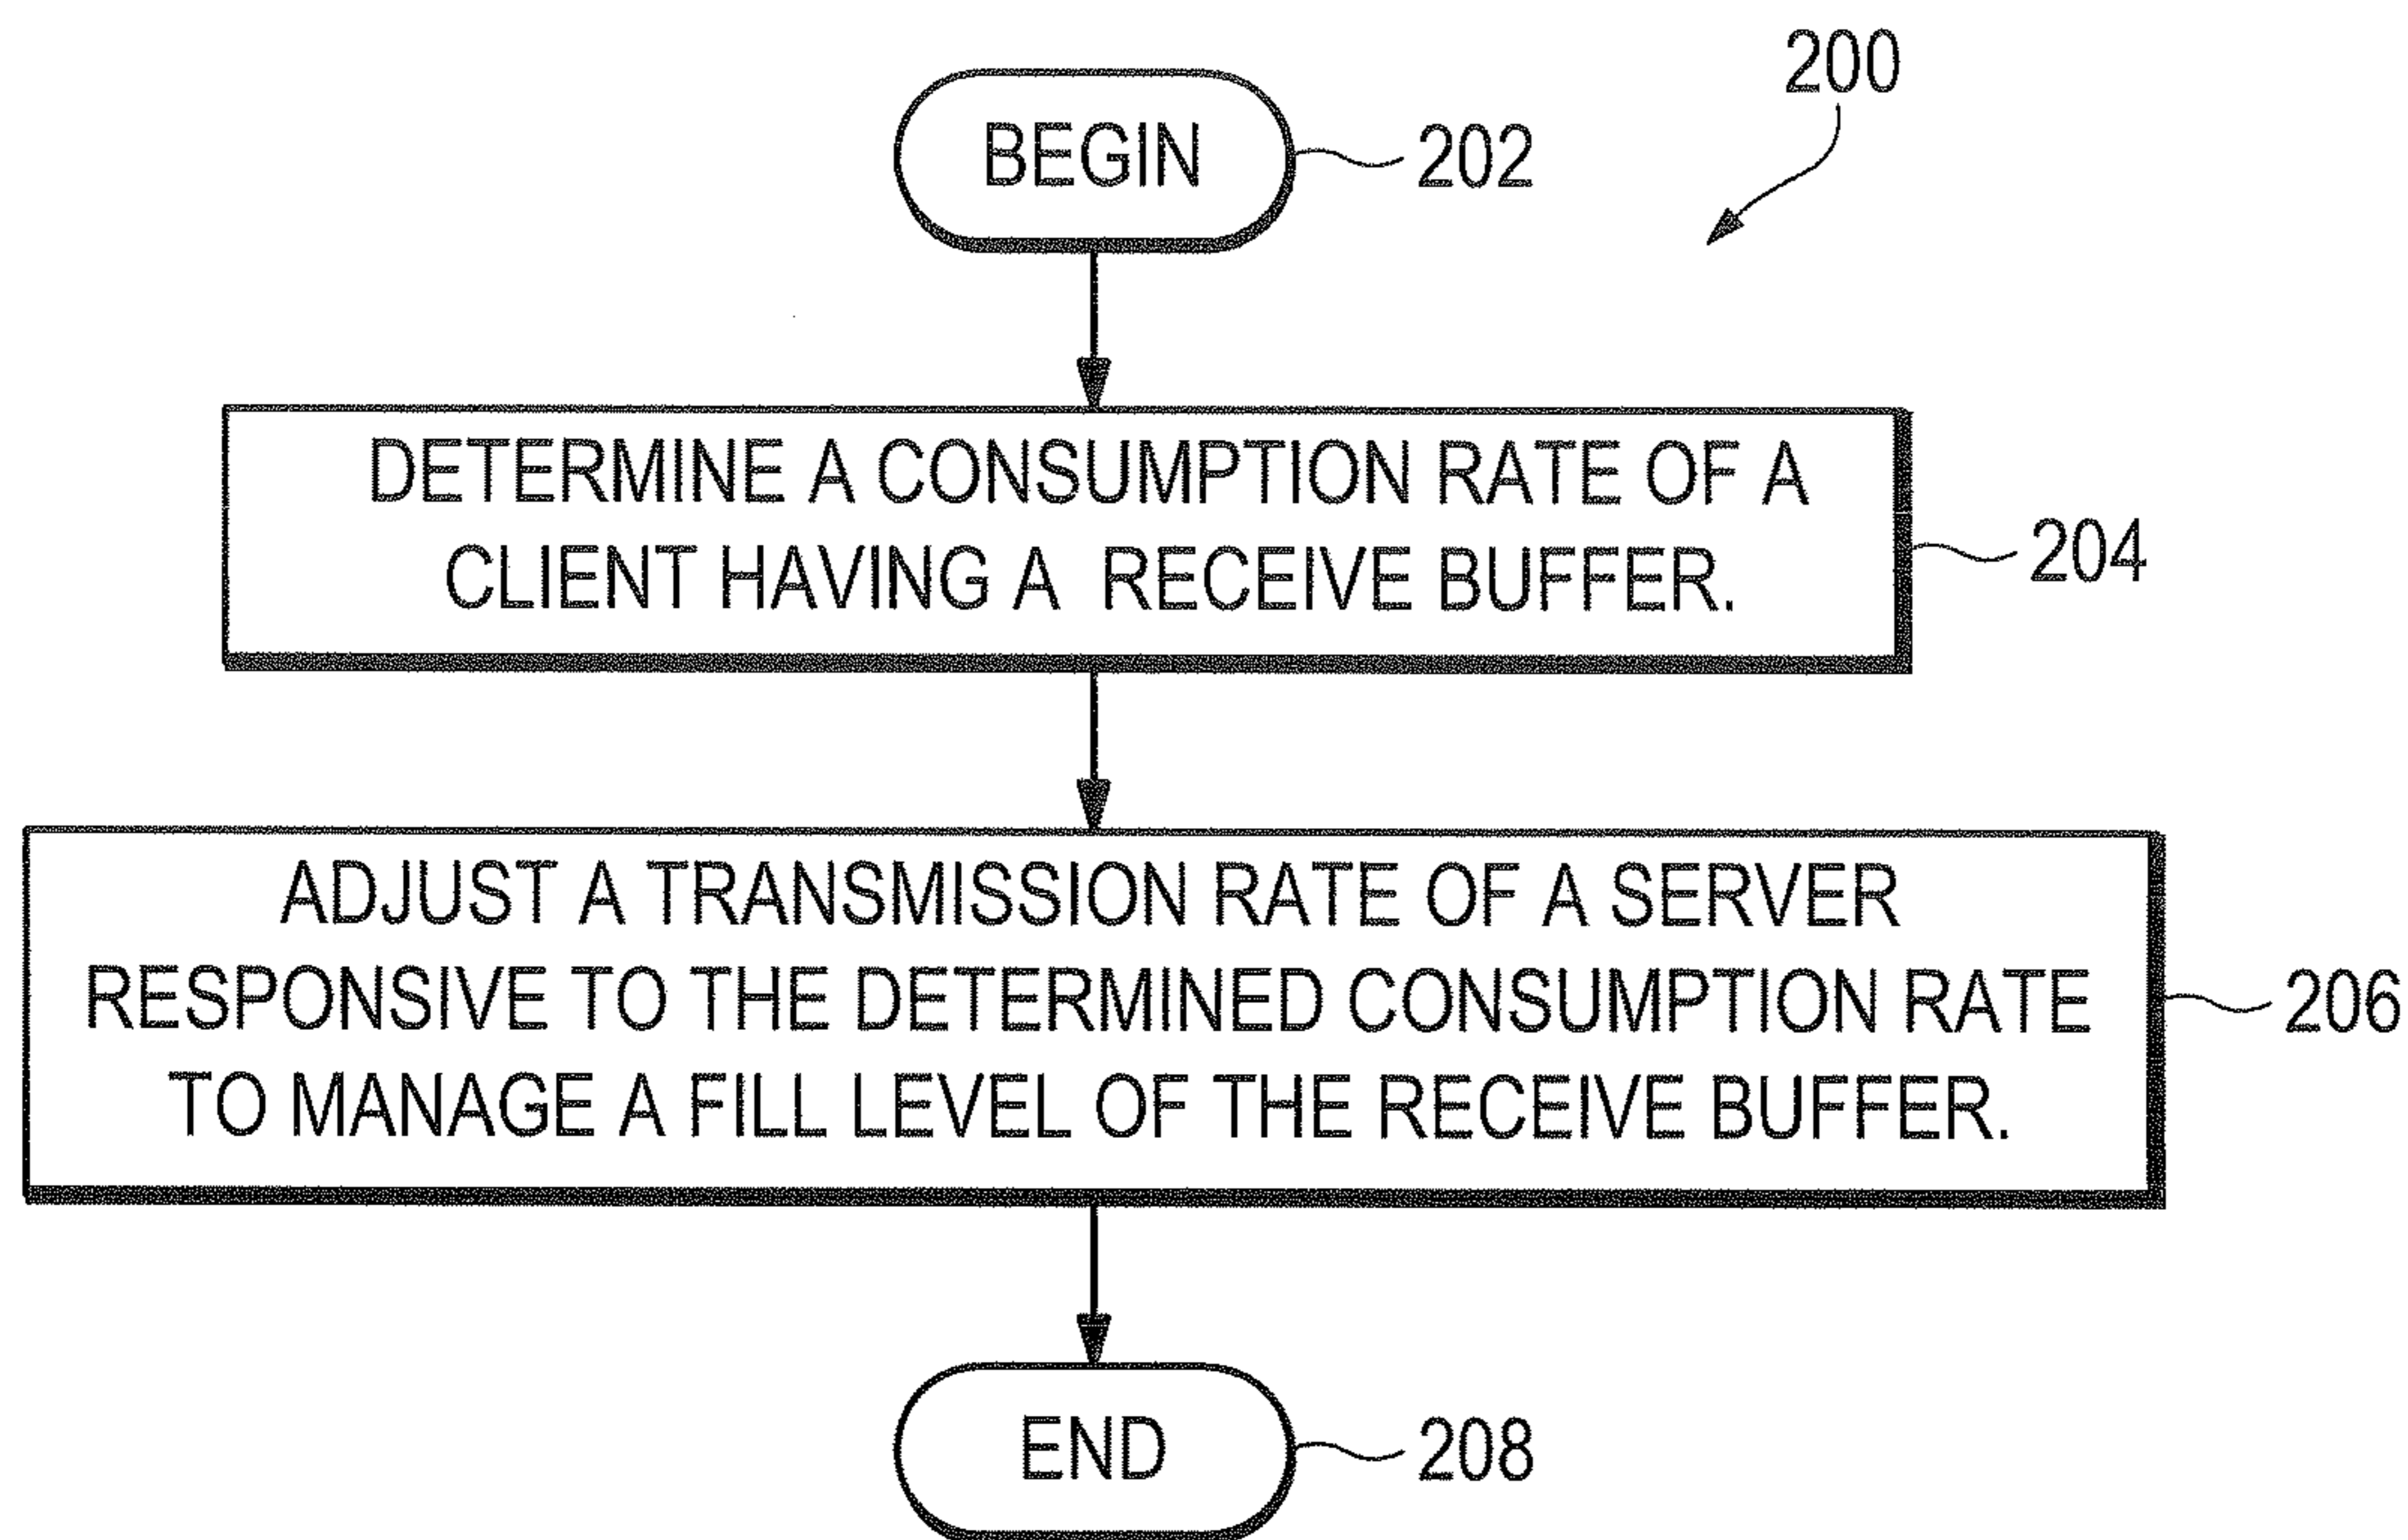 200
BEGIN
202
DETERMINE A CONSUMPTION RATE OF A
CLIENT HAVING A RECEIVE BUFFER.
204
ADJUST A TRANSMISSION RATE OF A SERVER
RESPONSIVE TO THE DETERMINED CONSUMPTION RATE
TO MANAGE A FILL LEVEL OF THE RECEIVE BUFFER.
206
END
208